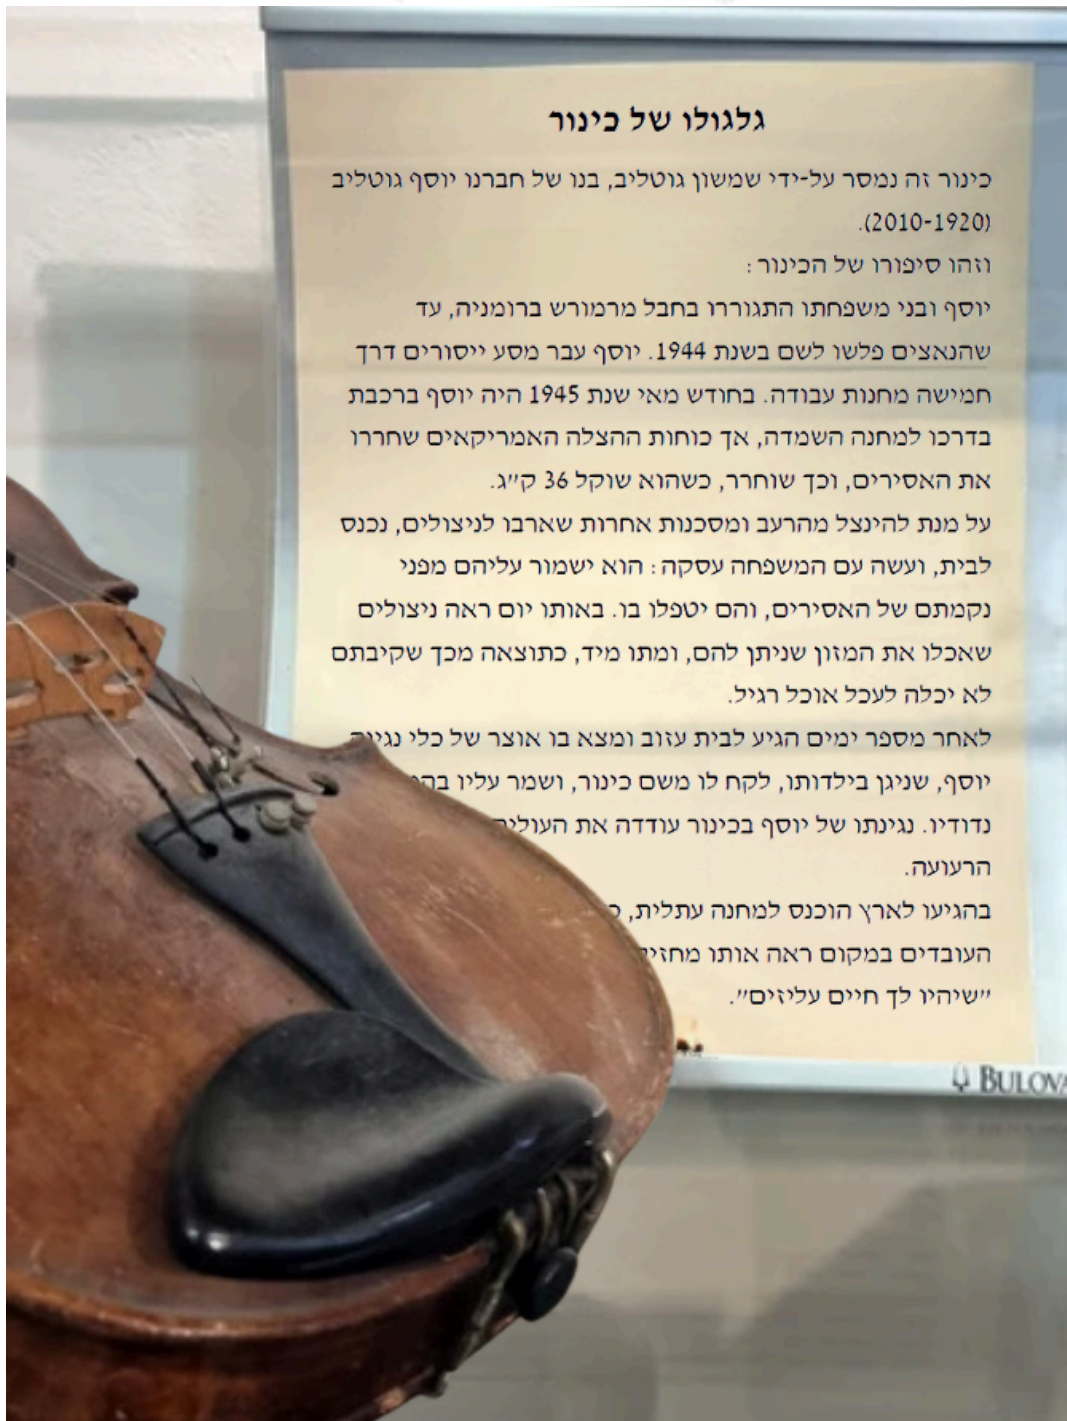 גלגולו של כינור
כינור זה נמסר על-ידי שמשון גוטליב, בנו של חברנו יוסף גוטליב
(2010-1920).
וזהו סיפורו של הכינור:
יוסף ובני משפחתו התגוררו בחבל מרמורש ברומניה, עד
שהנאצים פלשו לשם בשנת 1944. יוסף עבר מסע ייסורים דרך
חמישה מחנות עבודה. בחודש מאי שנת 1945 היה יוסף ברכבת
בדרכו למחנה השמדה, אך כוחות ההצלה האמריקאים שחררו
את האסירים, וכך שוחרר, כשהוא שוקל 36 ק״ג.
על מנת להינצל מהרעב ומסכנות אחרות שארבו לניצולים, נכנס
לבית, ועשה עם המשפחה עסקה: הוא ישמור עליהם מפני
נקמתם של האסירים, והם יטפלו בו. באותו יום ראה ניצולים
שאכלו את המזון שניתן להם, ומתו מיד, כתוצאה מכך שקיבתם
לא יכלה לעכל אוכל רגיל.
לאחר מספר ימים הגיע לבית עזוב ומצא בו אוצר של כלי נגינה
יוסף, שניגן בילדותו, לקח לו משם כינור, ושמר עליו
נדודיו. נגינתו של יוסף בכינור עודדה את
הרעועה.
בהגיעו לארץ הוכנס למחנה עתלית,
העובדים במקום ראה אותו
״שיהיו לך חיים עליזים״.
BULOVA